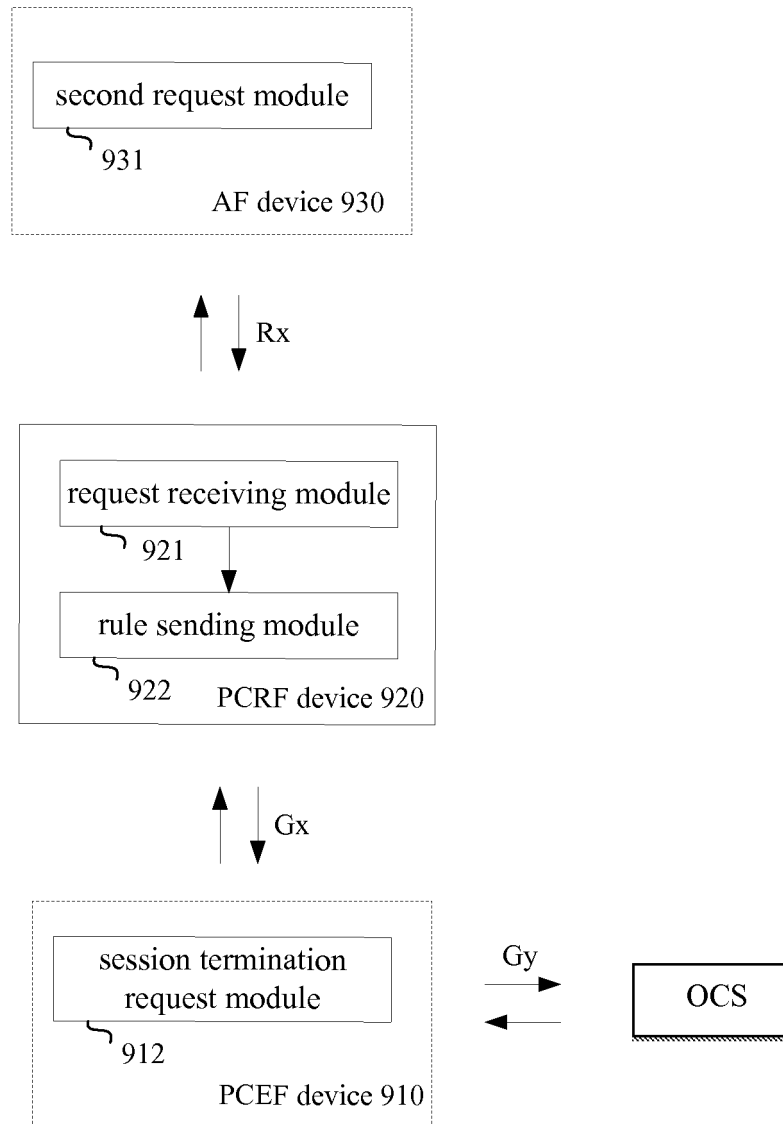 second request module
931
AF device 930
Rx
request receiving module
921
rule sending module
922
PCRF device 920
Gx
session termination
request module
912
PCEF device 910
Gy
OCS